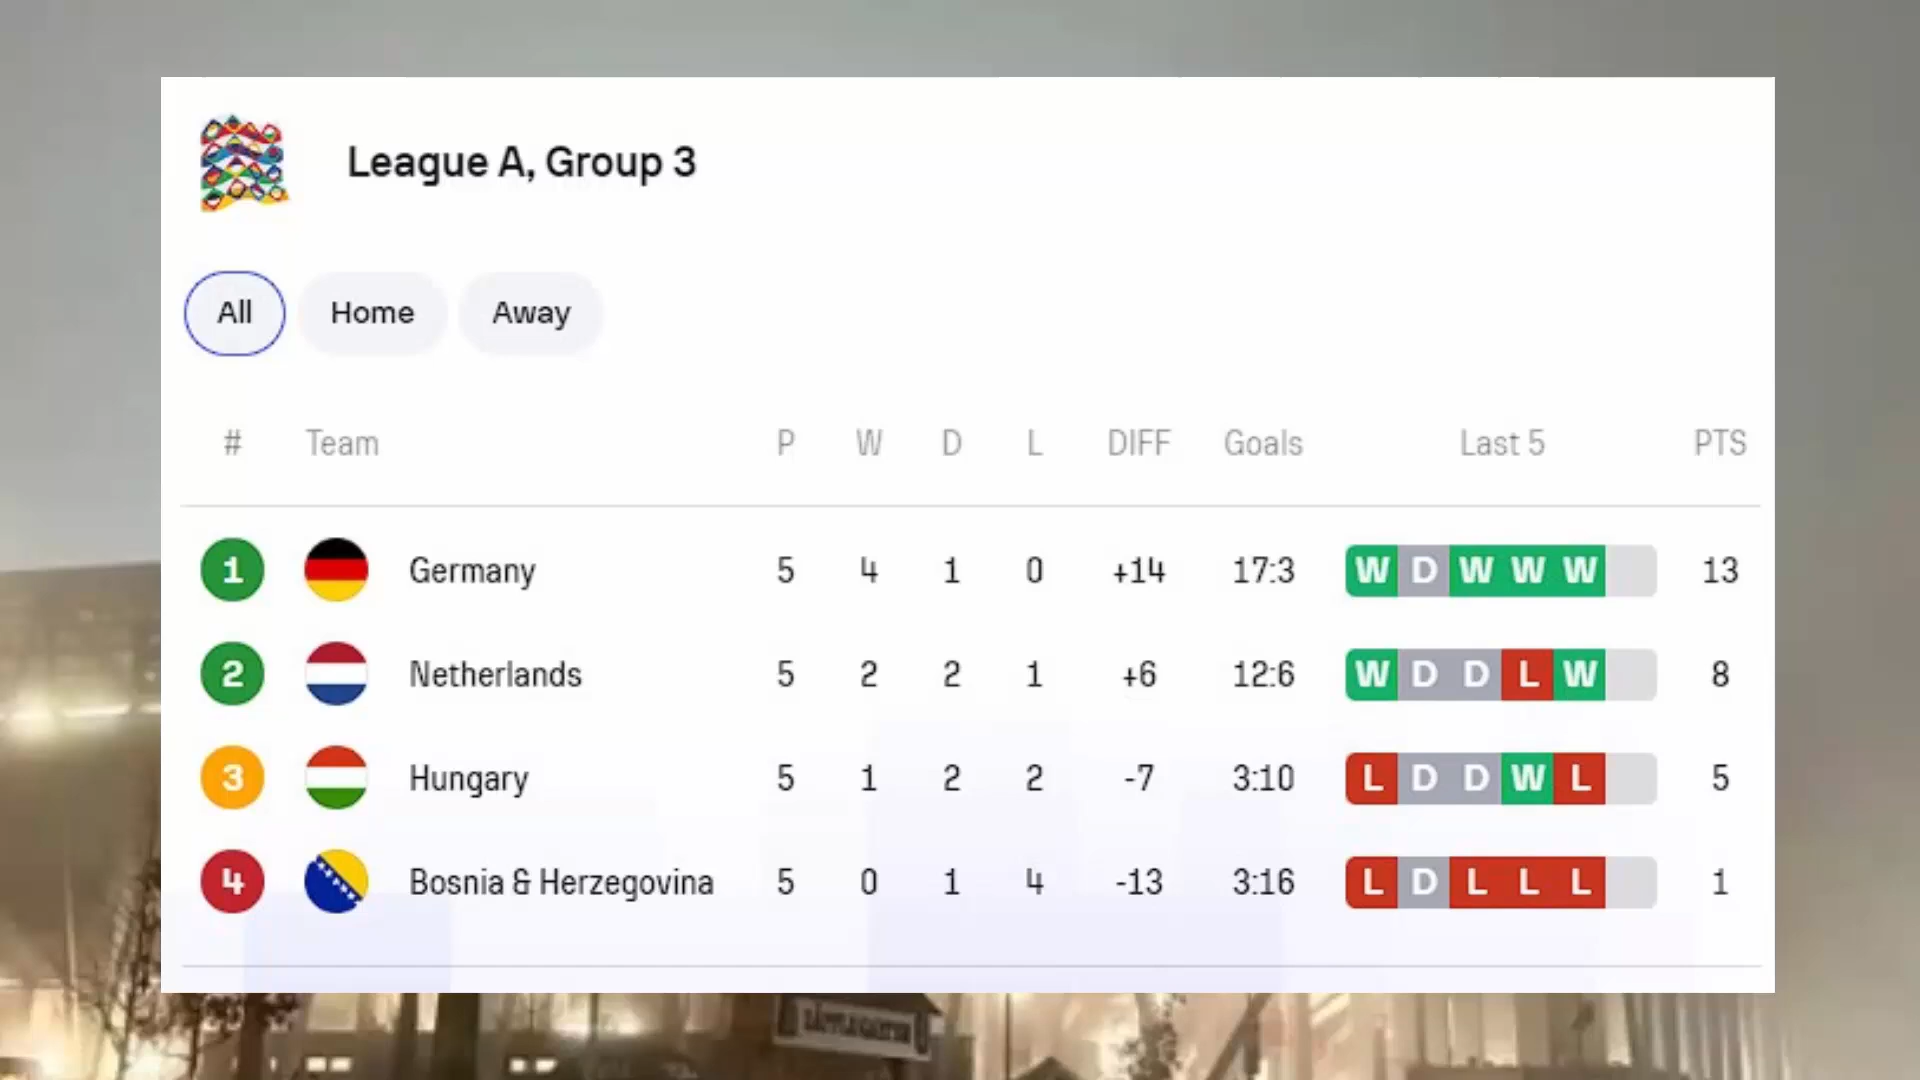 League A, Group 3
All Home Away
# Team P W D L DIFF Goals Last 5 PTS
1 Germany 5 4 1 0 +14 17:3 W D W W W 13
2 Netherlands 5 2 2 1 +6 12:6 W D D L W 8
3 Hungary 5 1 2 2 -7 3:10 L D D W L 5
4 Bosnia & Herzegovina 5 0 1 4 -13 3:16 L D L L L 1